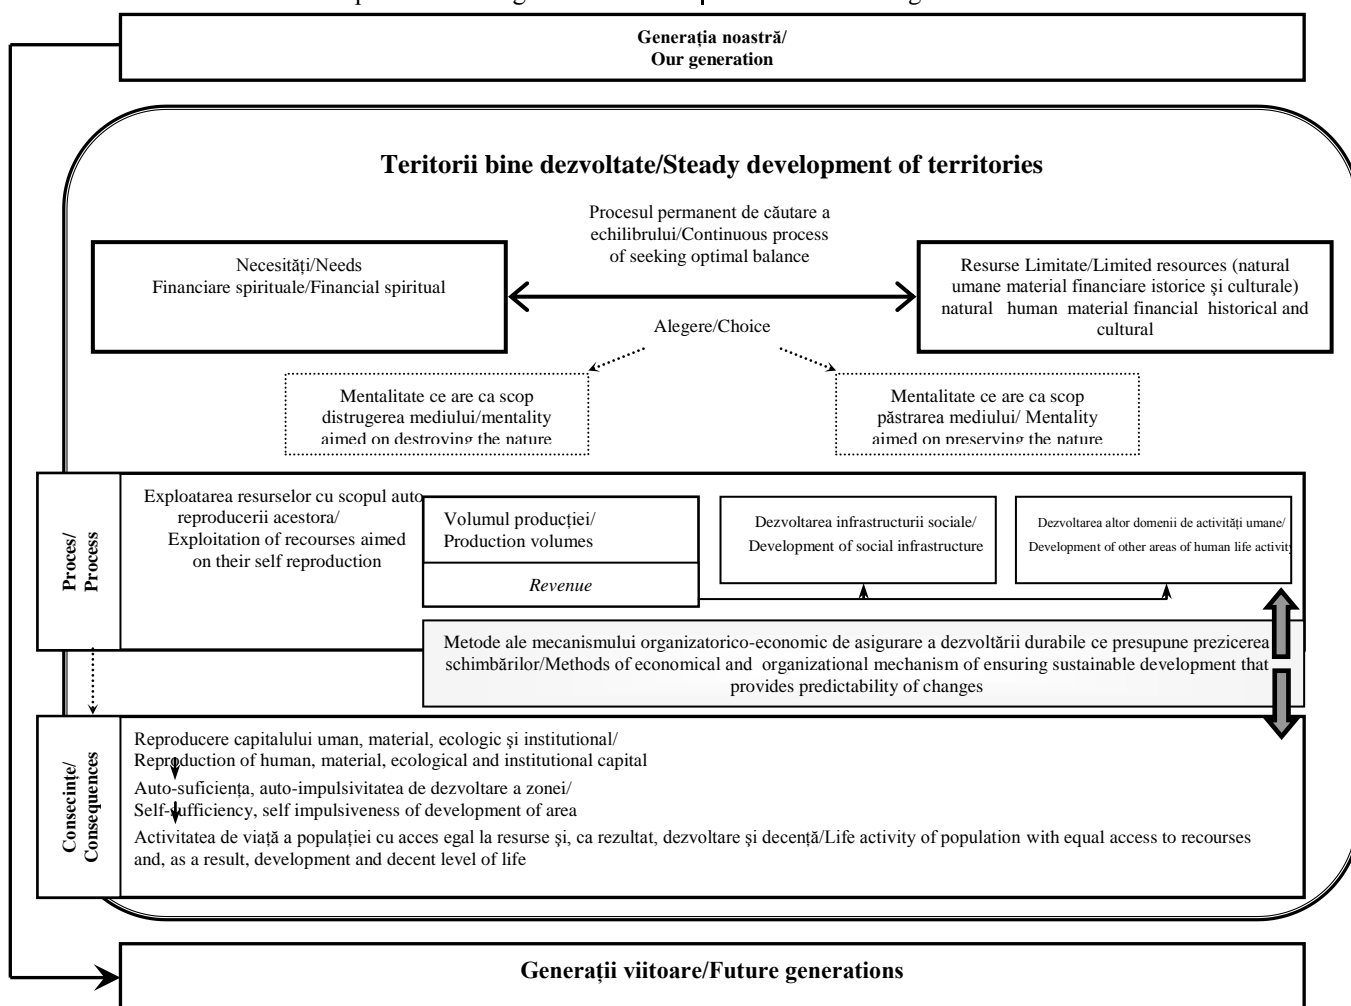 Generația noastră/
Our generation
Teritorii bine dezvoltate/Steady development of territories
Procesul permanent de căutare a
echilibrului/Continuous process
of seeking optimal balance
Necesități/Needs
Financiare spirituale/Financial spiritual
Resurse Limitate/Limited resources (natural
umane material financiare istorice și culturale)
natural human material financial historical and
cultural
Alegere/Choice
Mentalitate ce are ca scop
distrugerea mediului/mentality
aimed on destroying the nature
Mentalitate ce are ca scop
păstrarea mediului/ Mentality
aimed on preserving the nature
Proces/
Process
Exploatarea resurselor cu scopul auto
reproducerii acestora/
Exploitation of recourses aimed
on their self reproduction
Volumul producției/
Production volumes
Revenue
Dezvoltarea infrastructurii sociale/
Development of social infrastructure
Dezvoltarea altor domenii de activități umane/
Development of other areas of human life activity
Metode ale mecanismului organizatorico-economic de asigurare a dezvoltării durabile ce presupune prezicerea
schimbărilor/Methods of economical and organizational mechanism of ensuring sustainable development that
provides predictability of changes
Consecințe/
Consequences
Reproducere capitalului uman, material, ecologic și institutional/
Reproduction of human, material, ecological and institutional capital
Auto-suficiența, auto-impulsivitatea de dezvoltare a zonei/
Self-sufficiency, self impulsiveness of development of area
Activitatea de viață a populației cu acces egal la resurse și, ca rezultat, dezvoltare și decență/Life activity of population with equal access to recourses
and, as a result, development and decent level of life
Generații viitoare/Future generations